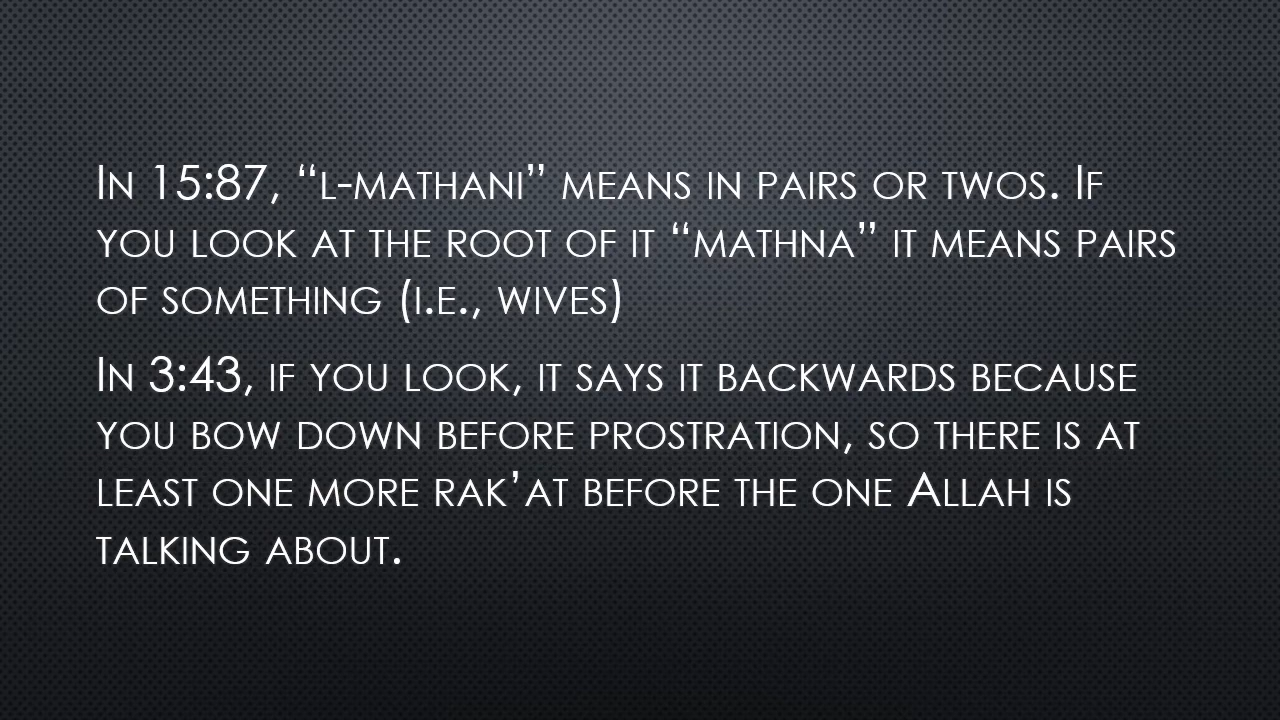 In 15:87, “l-mathani” means in pairs or twos. If
you look at the root of it “mathna” it means pairs
of something (i.e., wives)
In 3:43, if you look, it says it backwards because
you bow down before prostration, so there is at
least one more rak’at before the one Allah is
talking about.